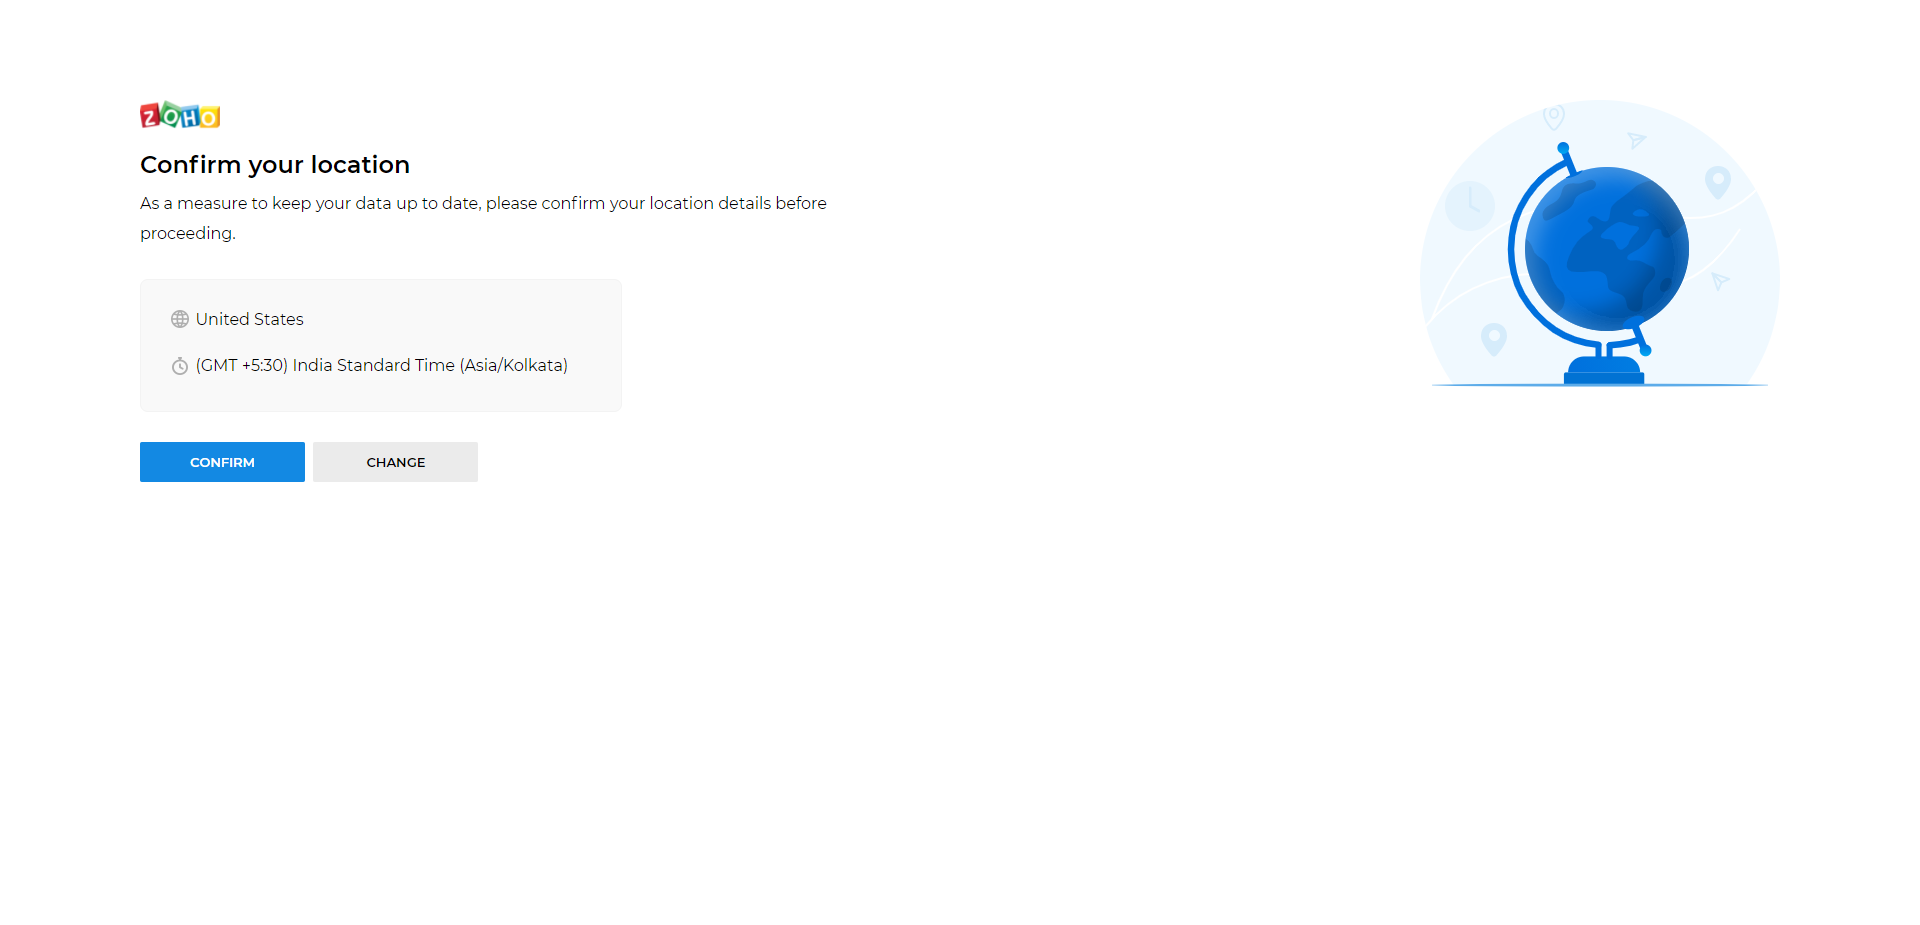 ZOHO
Confirm your location
As a measure to keep your data up to date, please confirm your location details before
proceeding.
United States
(GMT +5:30) India Standard Time (Asia/Kolkata)
CONFIRM
CHANGE